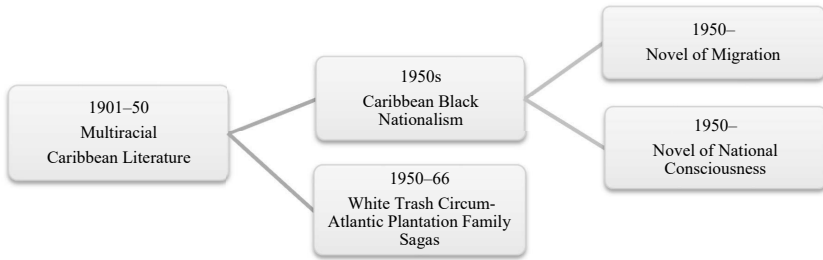 1901–50
Multiracial
Caribbean Literature
1950s
Caribbean Black
Nationalism
1950–66
White Trash Circum-
Atlantic Plantation Family
Sagas
1950–
Novel of Migration
1950–
Novel of National
Consciousness